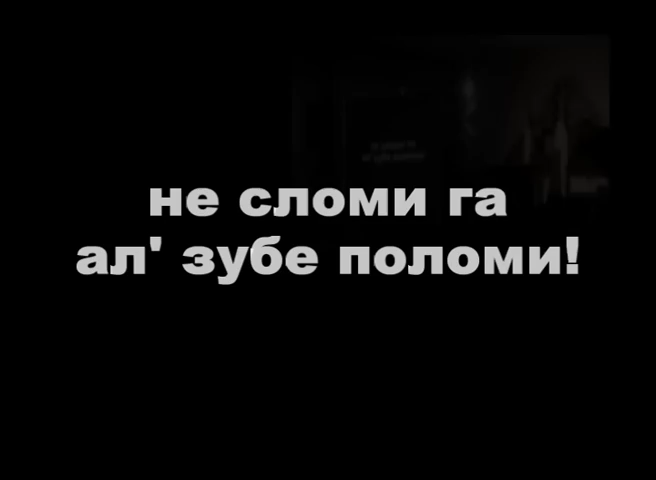 не сломи га
ал' зубе поломи!